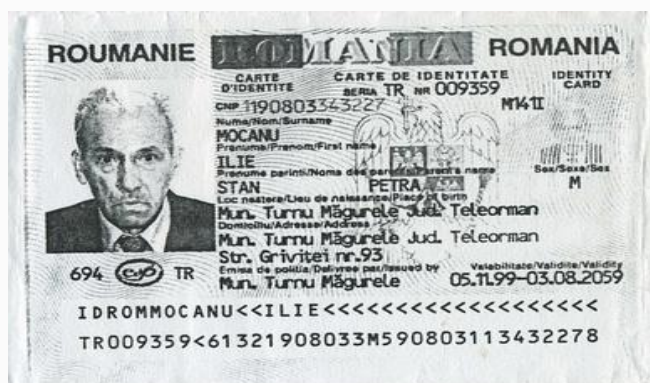 ROUMANIE ROMANIA ROMANIA
CARTE D'IDENTITE CARTE DE IDENTITATE IDENTITY CARD
SERIA TR NR 009359
CNP 1190803343227 M141I
Nume/Nom/Surname
MOCANU
Prenume/Prenom/First name
ILIE
Prenume parinti/Noms des parents/Parent's name
STAN PETRA
Sex/Sexe/Sex
M
Loc nastere/Lieu de naissance/Place of birth
Mun. Turnu Măgurele Jud. Teleorman
Domiciliu/Adresse/Address
Mun. Turnu Măgurele Jud. Teleorman
Str. Grivitei nr.93
Emisa de politia/Delivree par/Issued by Valabilitate/Validite/Validity
Mun. Turnu Măgurele 05.11.99-03.08.2059
694 TR
IDROMMOCANU<<ILIE<<<<<<<<<<<<<<<<<<<
TR009359<61321908033M590803113432278